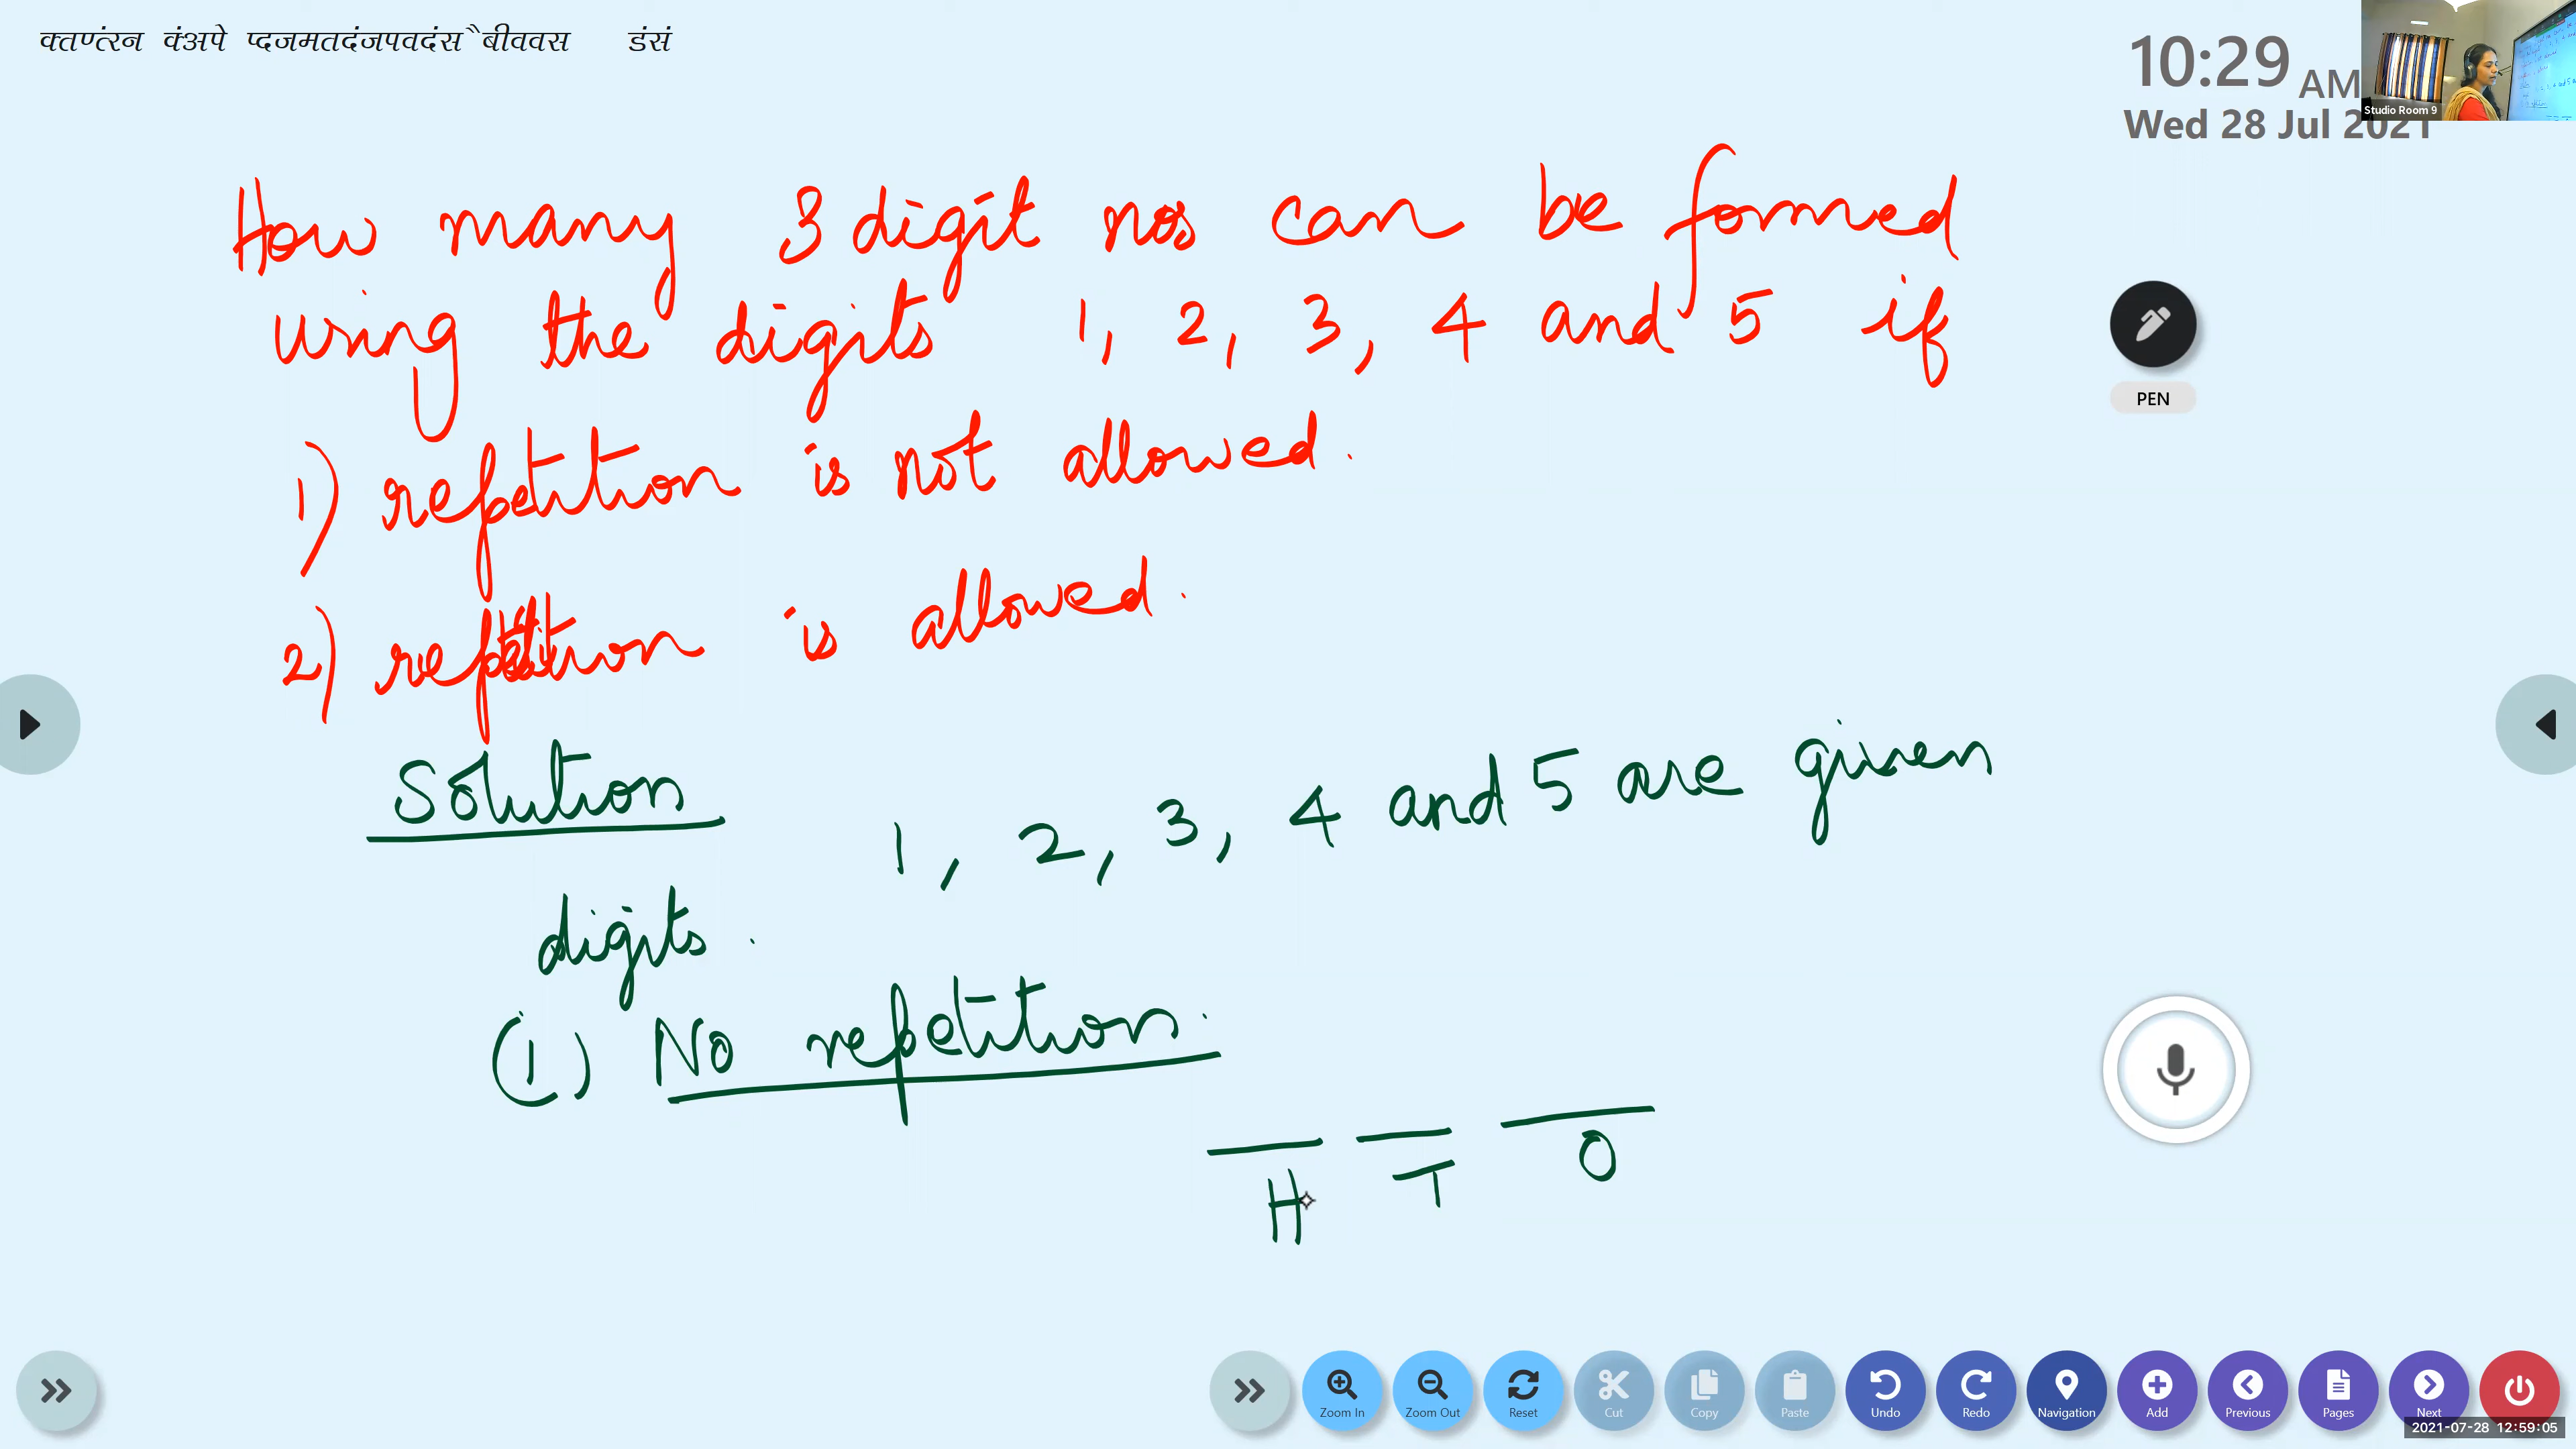 क्तण्तंरन कंअपे प्दजमतदंजपवदंस ैबीववस डंसं
10:29 AM
Studio Room 9
Wed 28 Jul 2021
How many 3 digit nos can be formed
using the digits 1, 2, 3, 4 and 5 if
PEN
1) repetition is not allowed.
2) repetition is allowed.
Solution 1, 2, 3, 4 and 5 are given
digits.
(1) No repetition.
H T O
Zoom In Zoom Out Reset Cut Copy Paste Undo Redo Navigation Add Previous Pages Next
2021-07-28 12:59:05